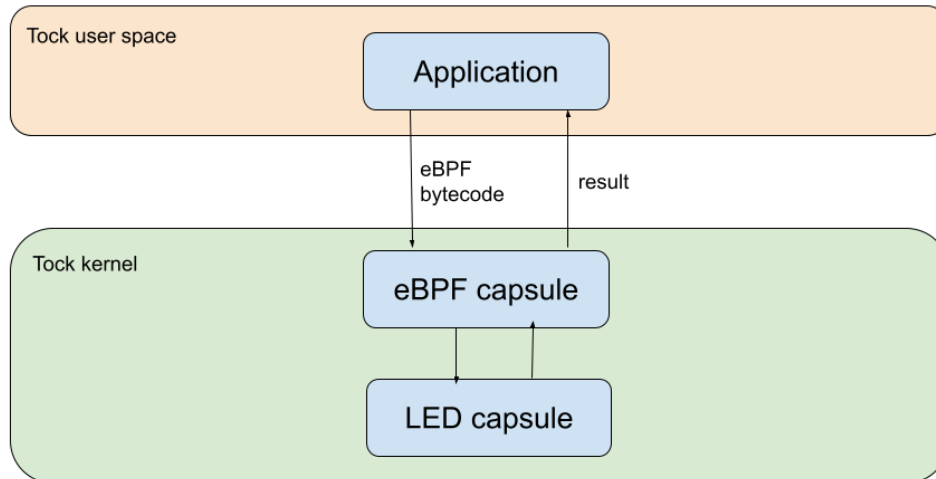 Tock user space
Application
eBPF
bytecode
result
Tock kernel
eBPF capsule
LED capsule